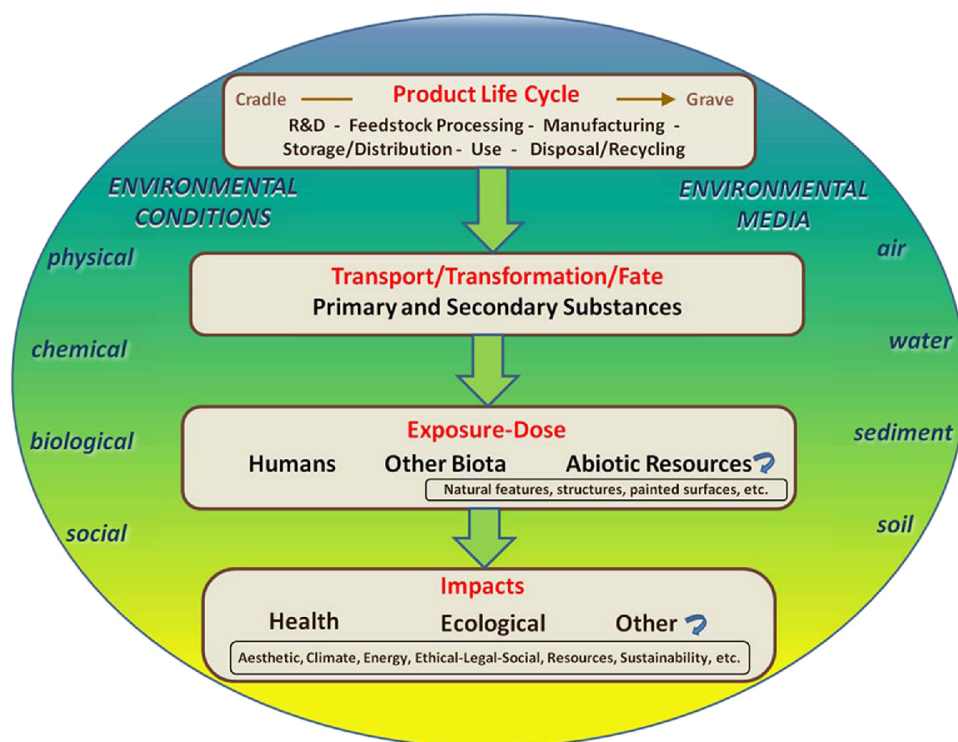 Product Life Cycle
Cradle
Grave
R&D - Feedstock Processing - Manufacturing -
Storage/Distribution - Use - Disposal/Recycling
ENVIRONMENTAL
CONDITIONS
physical
chemical
biological
social
ENVIRONMENTAL
MEDIA
air
water
sediment
soil
Transport/Transformation/Fate
Primary and Secondary Substances
Exposure-Dose
Humans Other Biota Abiotic Resources
Natural features, structures, painted surfaces, etc.
Impacts
Health Ecological Other
Aesthetic, Climate, Energy, Ethical-Legal-Social, Resources, Sustainability, etc.